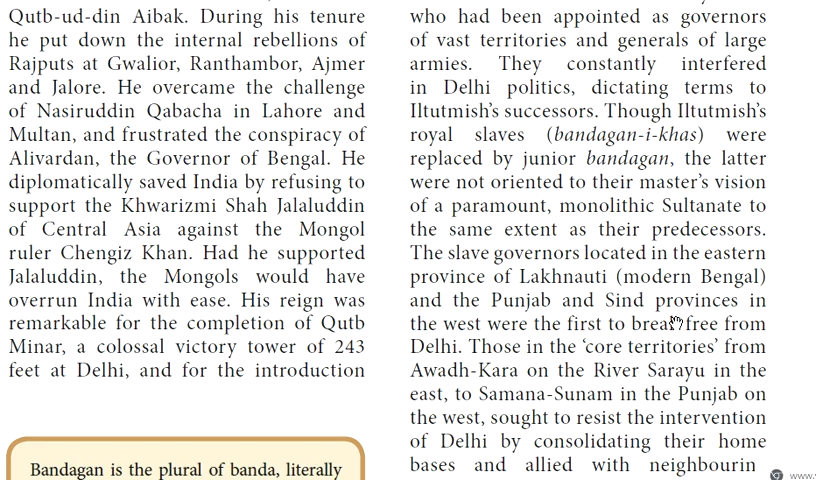 Qutb-ud-din Aibak. During his tenure
he put down the internal rebellions of
Rajputs at Gwalior, Ranthambor, Ajmer
and Jalore. He overcame the challenge
of Nasiruddin Qabacha in Lahore and
Multan, and frustrated the conspiracy of
Alivardan, the Governor of Bengal. He
diplomatically saved India by refusing to
support the Khwarizmi Shah Jalaluddin
of Central Asia against the Mongol
ruler Chengiz Khan. Had he supported
Jalaluddin, the Mongols would have
overrun India with ease. His reign was
remarkable for the completion of Qutb
Minar, a colossal victory tower of 243
feet at Delhi, and for the introduction
Bandagan is the plural of banda, literally
who had been appointed as governors
of vast territories and generals of large
armies. They constantly interfered
in Delhi politics, dictating terms to
Iltutmish's successors. Though Iltutmish's
royal slaves (bandagan-i-khas) were
replaced by junior bandagan, the latter
were not oriented to their master's vision
of a paramount, monolithic Sultanate to
the same extent as their predecessors.
The slave governors located in the eastern
province of Lakhnauti (modern Bengal)
and the Punjab and Sind provinces in
the west were the first to break free from
Delhi. Those in the 'core territories' from
Awadh-Kara on the River Sarayu in the
east, to Samana-Sunam in the Punjab on
the west, sought to resist the intervention
of Delhi by consolidating their home
bases and allied with neighbourin
www.